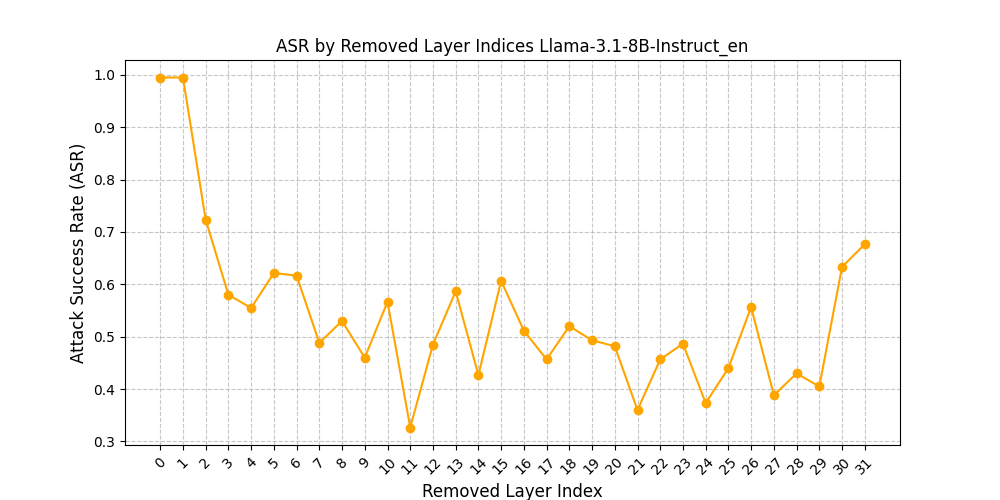 ASR by Removed Layer Indices Llama-3.1-8B-Instruct_en
Attack Success Rate (ASR)
1.0
0.9
0.8
0.7
0.6
0.5
0.4
0.3
0 1 2 3 4 5 6 7 8 9 10 11 12 13 14 15 16 17 18 19 20 21 22 23 24 25 26 27 28 29 30 31
Removed Layer Index